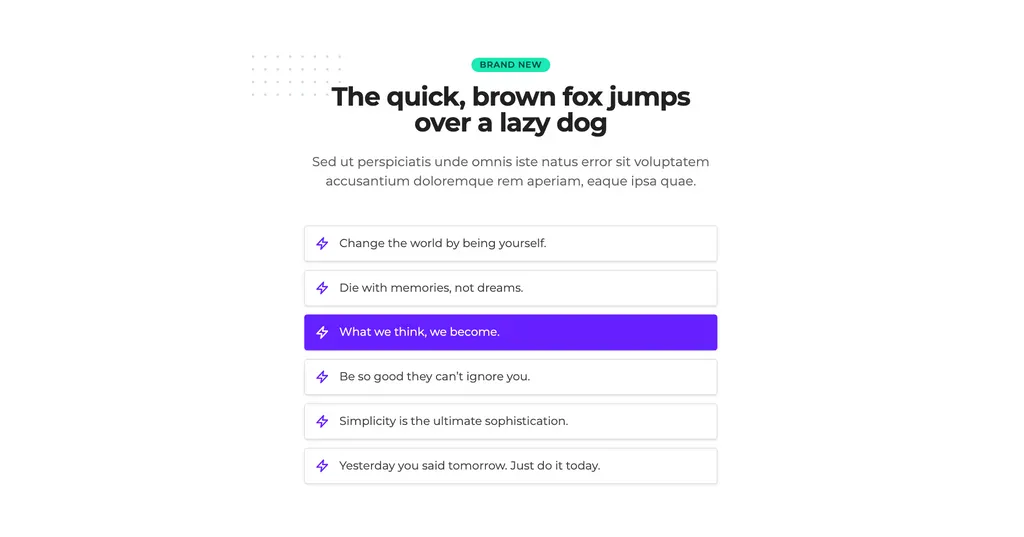 BRAND NEW
The quick, brown fox jumps
over a lazy dog
Sed ut perspiciatis unde omnis iste natus error sit voluptatem
accusantium doloremque rem aperiam, eaque ipsa quae.
Change the world by being yourself.
Die with memories, not dreams.
What we think, we become.
Be so good they can’t ignore you.
Simplicity is the ultimate sophistication.
Yesterday you said tomorrow. Just do it today.